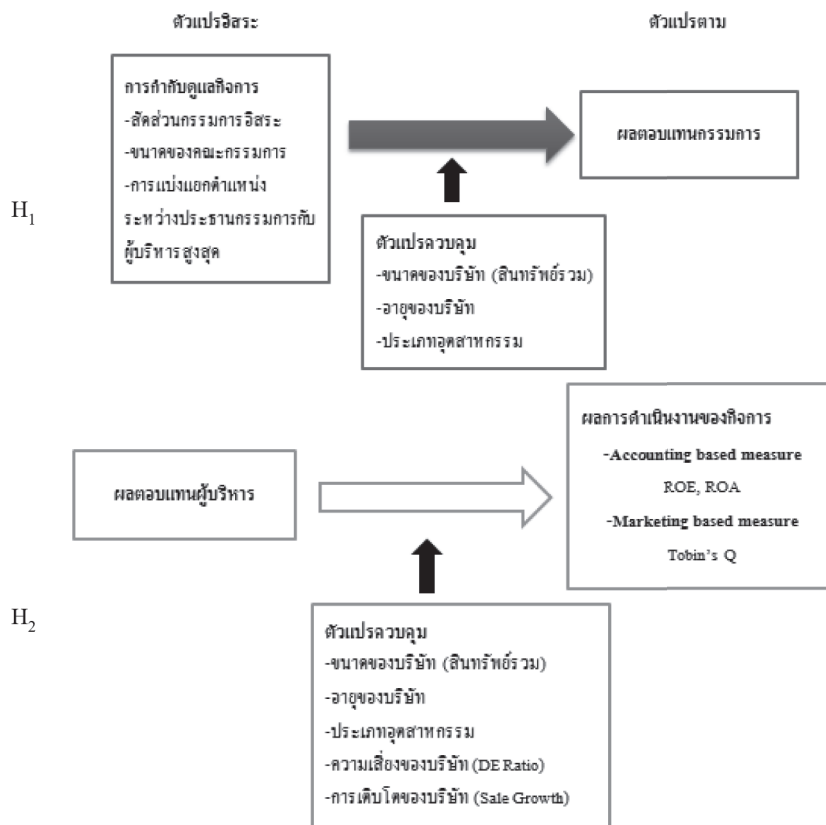 ตัวแปรอิสระ
ตัวแปรตาม
H1
การกำกับดูแลกิจการ
-สัดส่วนกรรมการอิสระ
-ขนาดของคณะกรรมการ
-การแบ่งแยกตำแหน่ง
ระหว่างประธานกรรมการกับ
ผู้บริหารสูงสุด
ผลตอบแทนกรรมการ
ตัวแปรควบคุม
-ขนาดของบริษัท (สินทรัพย์รวม)
-อายุของบริษัท
-ประเภทอุตสาหกรรม
ผลตอบแทนผู้บริหาร
ผลการดำเนินงานของกิจการ
-Accounting based measure
ROE, ROA
-Marketing based measure
Tobin's Q
H2
ตัวแปรควบคุม
-ขนาดของบริษัท (สินทรัพย์รวม)
-อายุของบริษัท
-ประเภทอุตสาหกรรม
-ความเสี่ยงของบริษัท (DE Ratio)
-การเติบโตของบริษัท (Sale Growth)